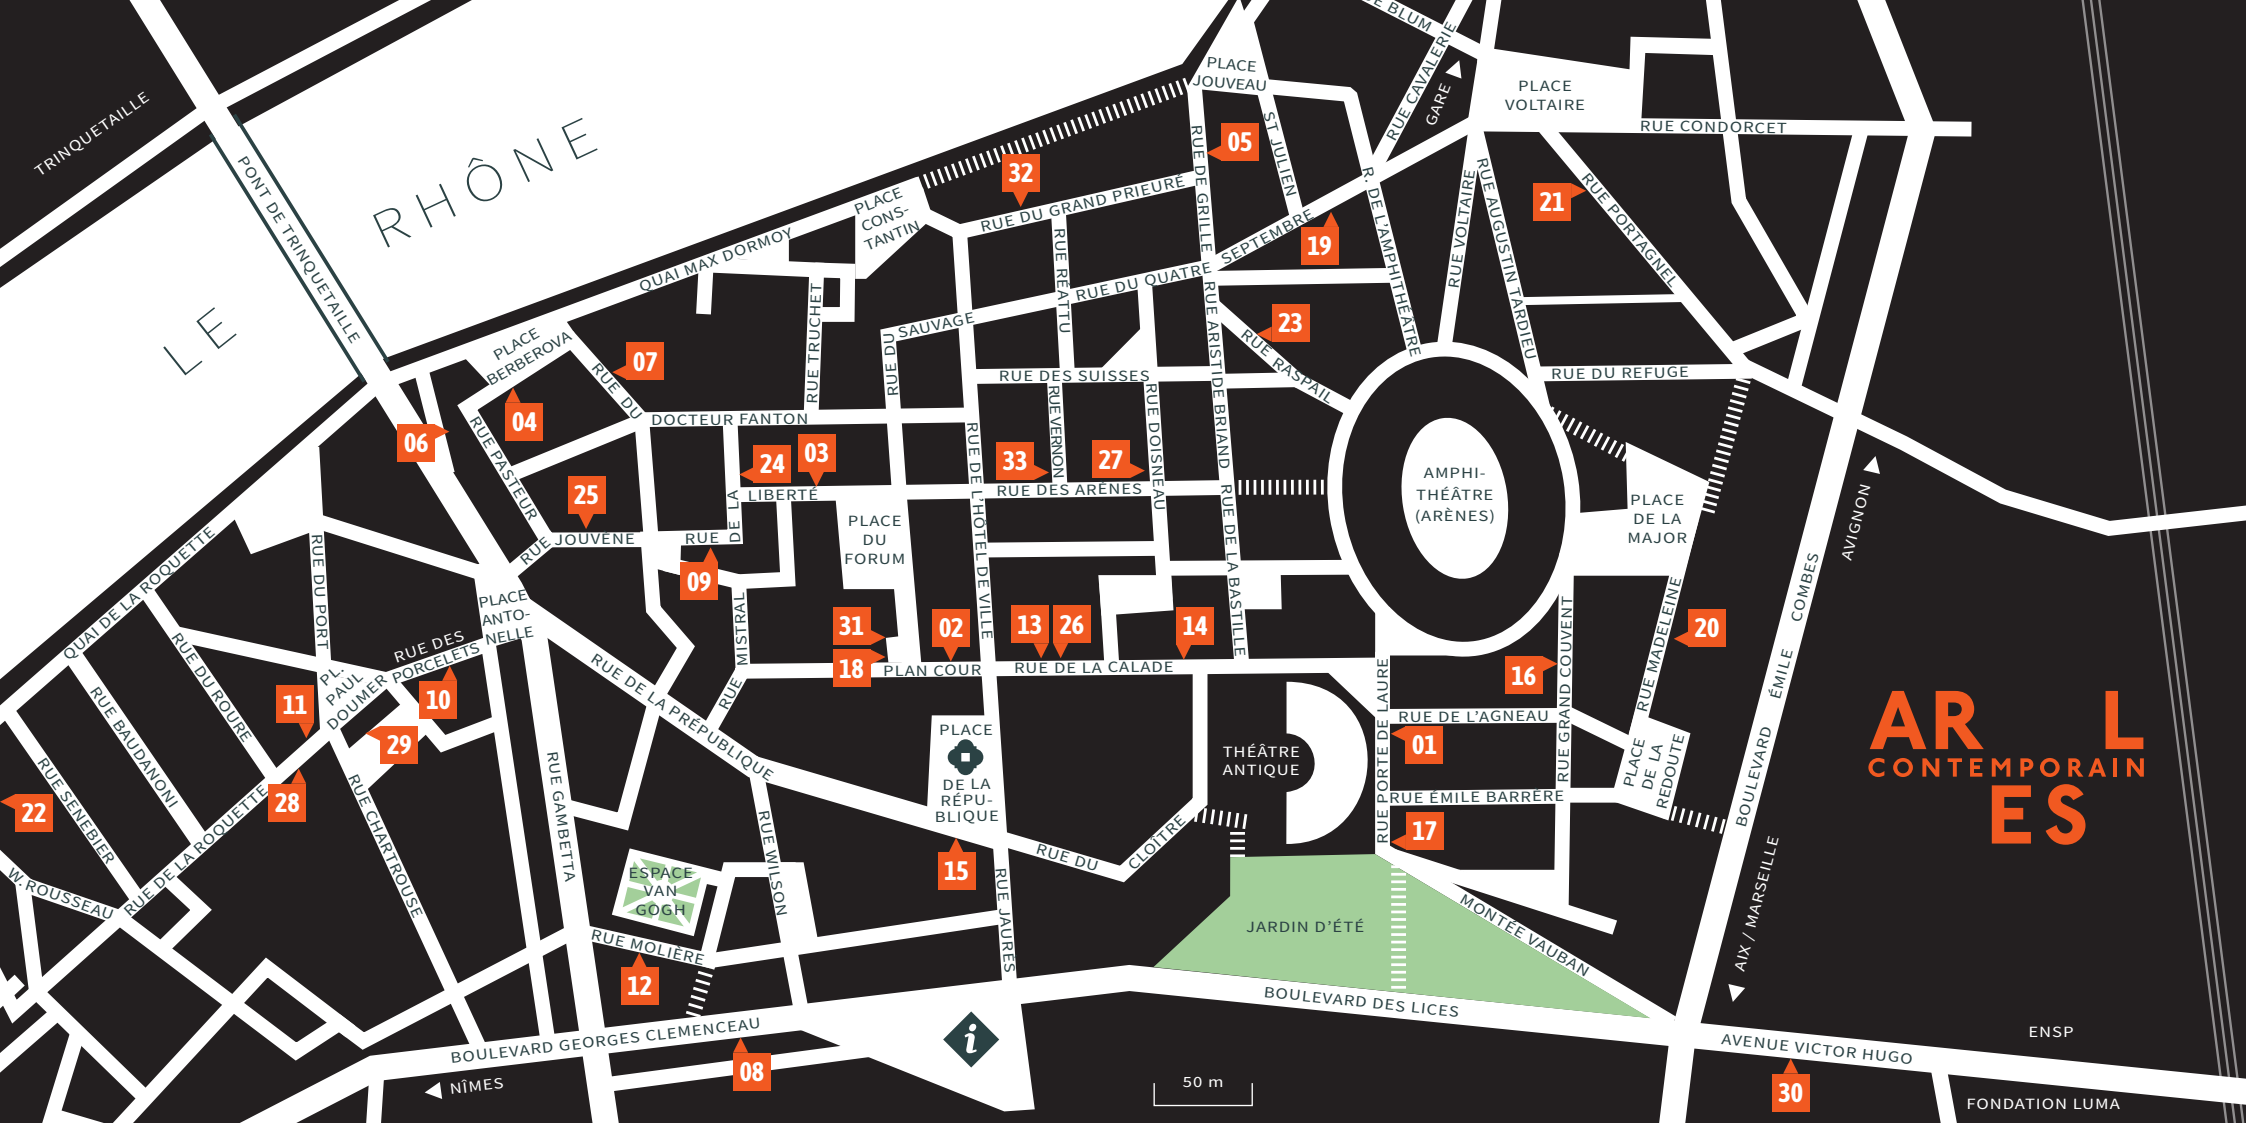 TRINQUETAILLE
PONT DE TRINQUETAILLE
LE
RHÔNE
E BLUM
PLACE
JOUVEAU
RUE CAVALERIE
GARE
PLACE
VOLTAIRE
RUE CONDORCET
05
ST JULIEN
32
RUE DU GRAND PRIEURÉ
RUE DE GRILLE
R. DE L'AMPHITHÉATRE
RUE VOLTAIRE
RUE AUGUSTIN TARDIEU
21
RUE PORTAGNEL
PLACE
CONS-
TANTIN
QUAI MAX DORMOY
RUE RÉATTU
RUE DU QUATRE SEPTEMBRE
19
RUE TRUCHET
RUE DU SAUVAGE
RUE ARISTIDE BRIAND
23
RUE RASPAIL
PLACE
BERBEROVA
07
RUE DU DOCTEUR FANTON
RUE DES SUISSES
RUE DU REFUGE
04
06
RUE PASTEUR
RUE VERNON
RUE DOISNEAU
24
03
33
27
RUE DE L'HÔTEL DE VILLE
25
RUE DE LA LIBERTÉ
RUE DES ARÈNES
AMPHI-
THÉÂTRE
(ARÈNES)
PLACE
DE LA
MAJOR
AVIGNON
PLACE
DU
FORUM
RUE JOUVÈNE
09
QUAI DE LA ROQUETTE
RUE DU PORT
RUE DE LA BASTILLE
PLACE
ANTO-
NELLE
RUE MISTRAL
31
02
13
26
14
18
PLAN COUR
RUE DE LA CALADE
20
RUE MADELEINE
RUE GRAND COUVENT
16
BOULEVARD ÉMILE COMBES
RUE DU ROURE
RUE DES
PORCELETS
PL.
PAUL
DOUMER
10
11
29
RUE DE LA PRÉPUBLIQUE
RUE BAUDANONI
RUE SENEBIER
22
28
RUE DE LA ROQUETTE
RUE CHARTROUSE
RUE GAMBETTA
PLACE
DE LA
RÉPU-
BLIQUE
15
RUE DU CLOÎTRE
THÉÂTRE
ANTIQUE
RUE PORTE DE LAURE
RUE DE L'AGNEAU
01
RUE ÉMILE BARRÈRE
17
PLACE
DE LA
REDOUTE
AR L
CONTEMPORAIN
ES
W. ROUSSEAU
ESPACE
VAN
GOGH
RUE WILSON
RUE JAURÈS
JARDIN D'ÉTÉ
MONTÉE VAUBAN
AIX / MARSEILLE
RUE MOLIÈRE
12
BOULEVARD DES LICES
BOULEVARD GEORGES CLEMENCEAU
08
i
NÎMES
50 m
AVENUE VICTOR HUGO
30
ENSP
FONDATION LUMA